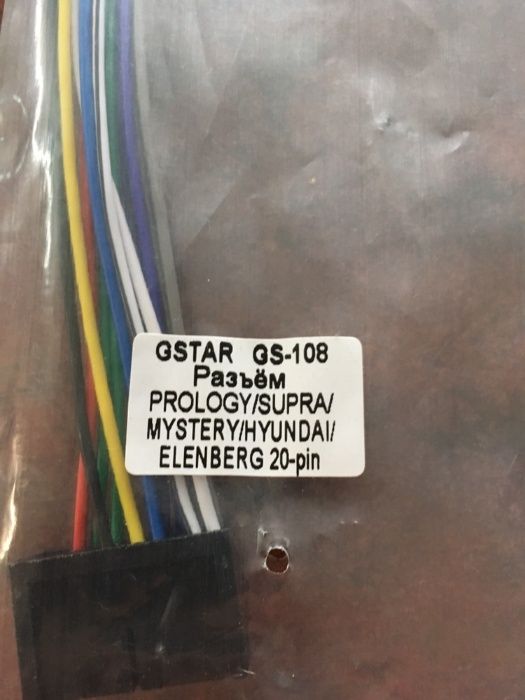 GSTAR GS-108
Разъём
PROLOGY/SUPRA/
MYSTERY/HYUNDAI/
ELENBERG 20-pin